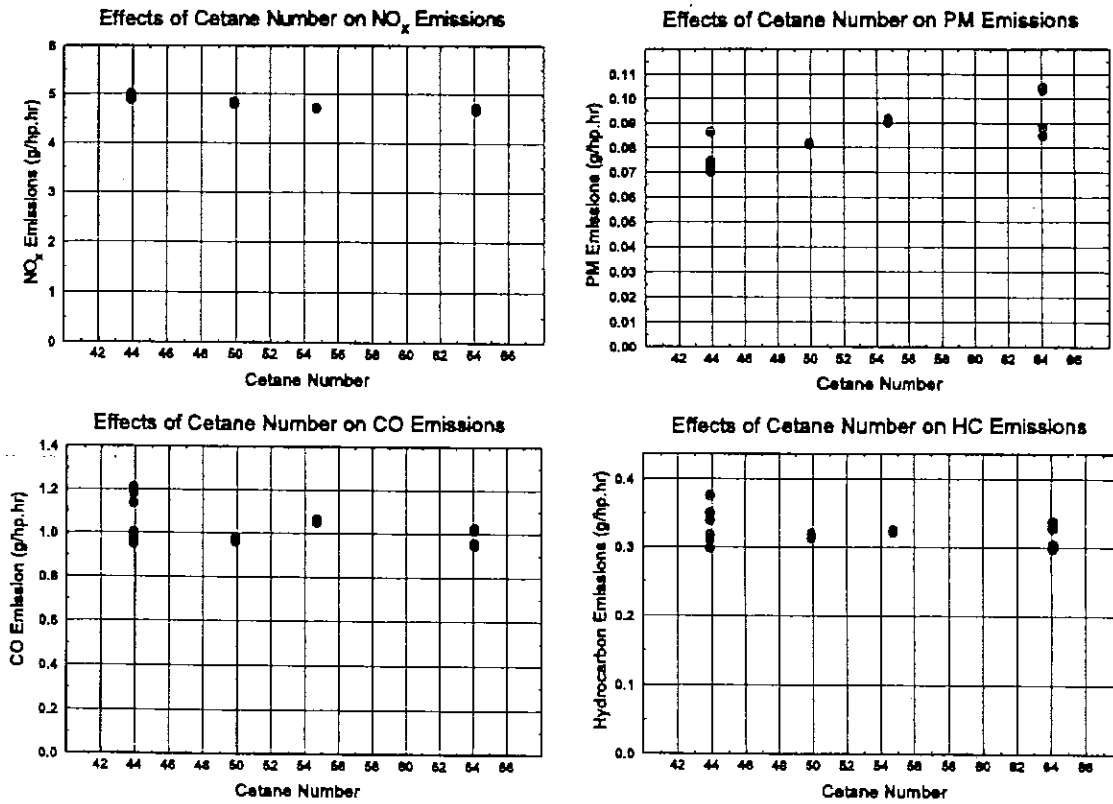 Effects of Cetane Number on NOx Emissions
NOx Emissions (g/hp.hr)
6
5
4
3
2
1
0
42 44 46 48 50 52 54 56 58 60 62 64 66
Cetane Number
Effects of Cetane Number on PM Emissions
PM Emissions (g/hp.hr)
0.11
0.10
0.09
0.08
0.07
0.06
0.05
0.04
0.03
0.02
0.01
0.00
42 44 46 48 50 52 54 56 58 60 62 64 66
Cetane Number
Effects of Cetane Number on CO Emissions
CO Emission (g/hp.hr)
1.4
1.2
1.0
0.8
0.6
0.4
0.2
0.0
42 44 46 48 50 52 54 56 58 60 62 64 66
Cetane Number
Effects of Cetane Number on HC Emissions
Hydrocarbon Emissions (g/hp.hr)
0.4
0.3
0.2
0.1
0.0
42 44 46 48 50 52 54 56 58 60 62 64 66
Cetane Number